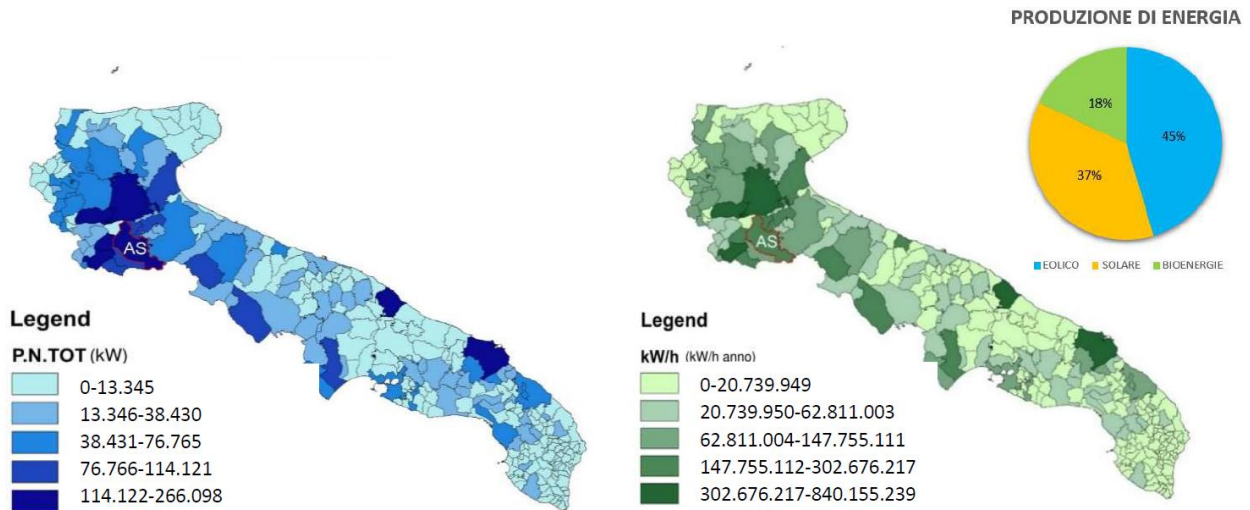 AS
Legend
P.N.TOT (kW)
0-13.345
13.346-38.430
38.431-76.765
76.766-114.121
114.122-266.098
AS
Legend
kW/h (kW/h anno)
0-20.739.949
20.739.950-62.811.003
62.811.004-147.755.111
147.755.112-302.676.217
302.676.217-840.155.239
PRODUZIONE DI ENERGIA
18%
45%
37%
EOLICO SOLARE BIOENERGIE